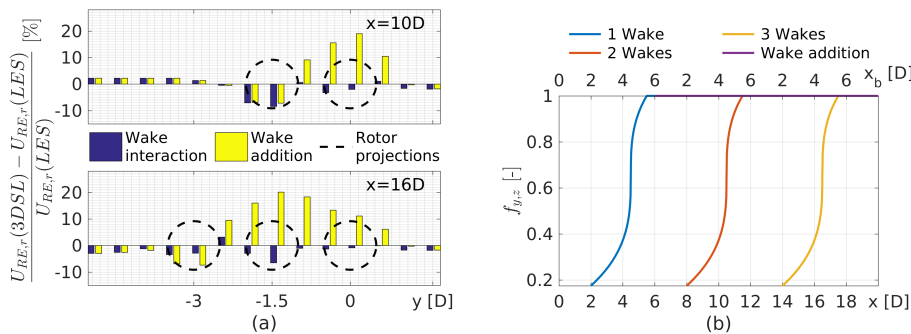 x=10D
20
10
0
-10
[%]
U_{RE,r}(3DSL) − U_{RE,r}(LES)
U_{RE,r}(LES)
Wake interaction
Wake addition
Rotor projections
x=16D
20
10
0
-10
-3 -1.5 0 y [D]
(a)
1 Wake 3 Wakes
2 Wakes Wake addition
0 2 4 6 0 2 4 6 0 2 4 6 x_b [D]
1
0.8
0.6
0.4
0.2
f_{y,z} [-]
0 2 4 6 8 10 12 14 16 18 x [D]
(b)